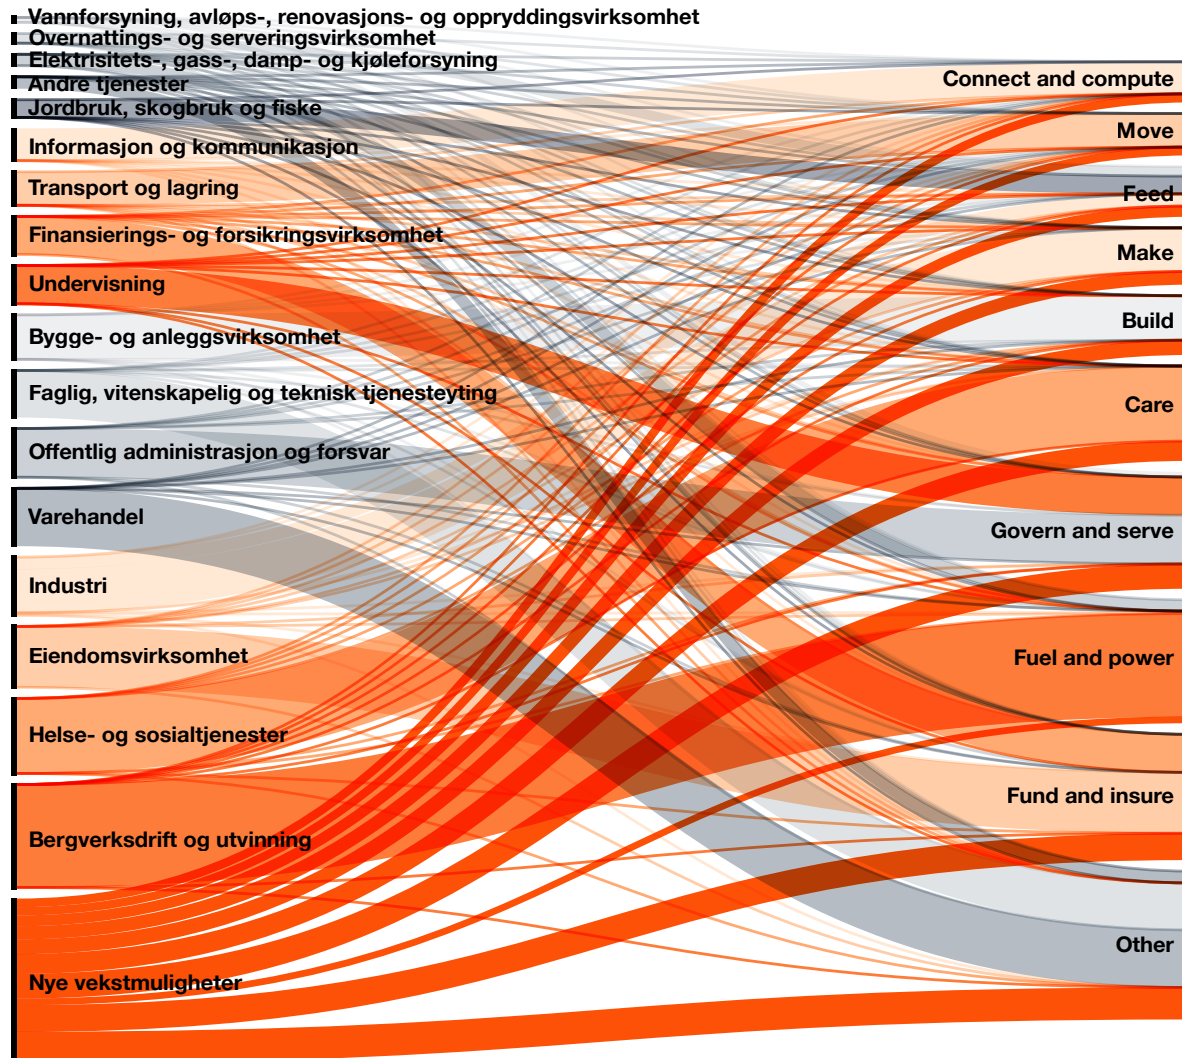 Vannforsyning, avløps-, renovasjons- og oppryddingsvirksomhet
Overnattings- og serveringsvirksomhet
Elektrisitets-, gass-, damp- og kjøleforsyning
Andre tjenester
Jordbruk, skogbruk og fiske
Informasjon og kommunikasjon
Transport og lagring
Finansierings- og forsikringsvirksomhet
Undervisning
Bygge- og anleggsvirksomhet
Faglig, vitenskapelig og teknisk tjenesteyting
Offentlig administrasjon og forsvar
Varehandel
Industri
Eiendomsvirksomhet
Helse- og sosialtjenester
Bergverksdrift og utvinning
Nye vekstmuligheter
Connect and compute
Move
Feed
Make
Build
Care
Govern and serve
Fuel and power
Fund and insure
Other